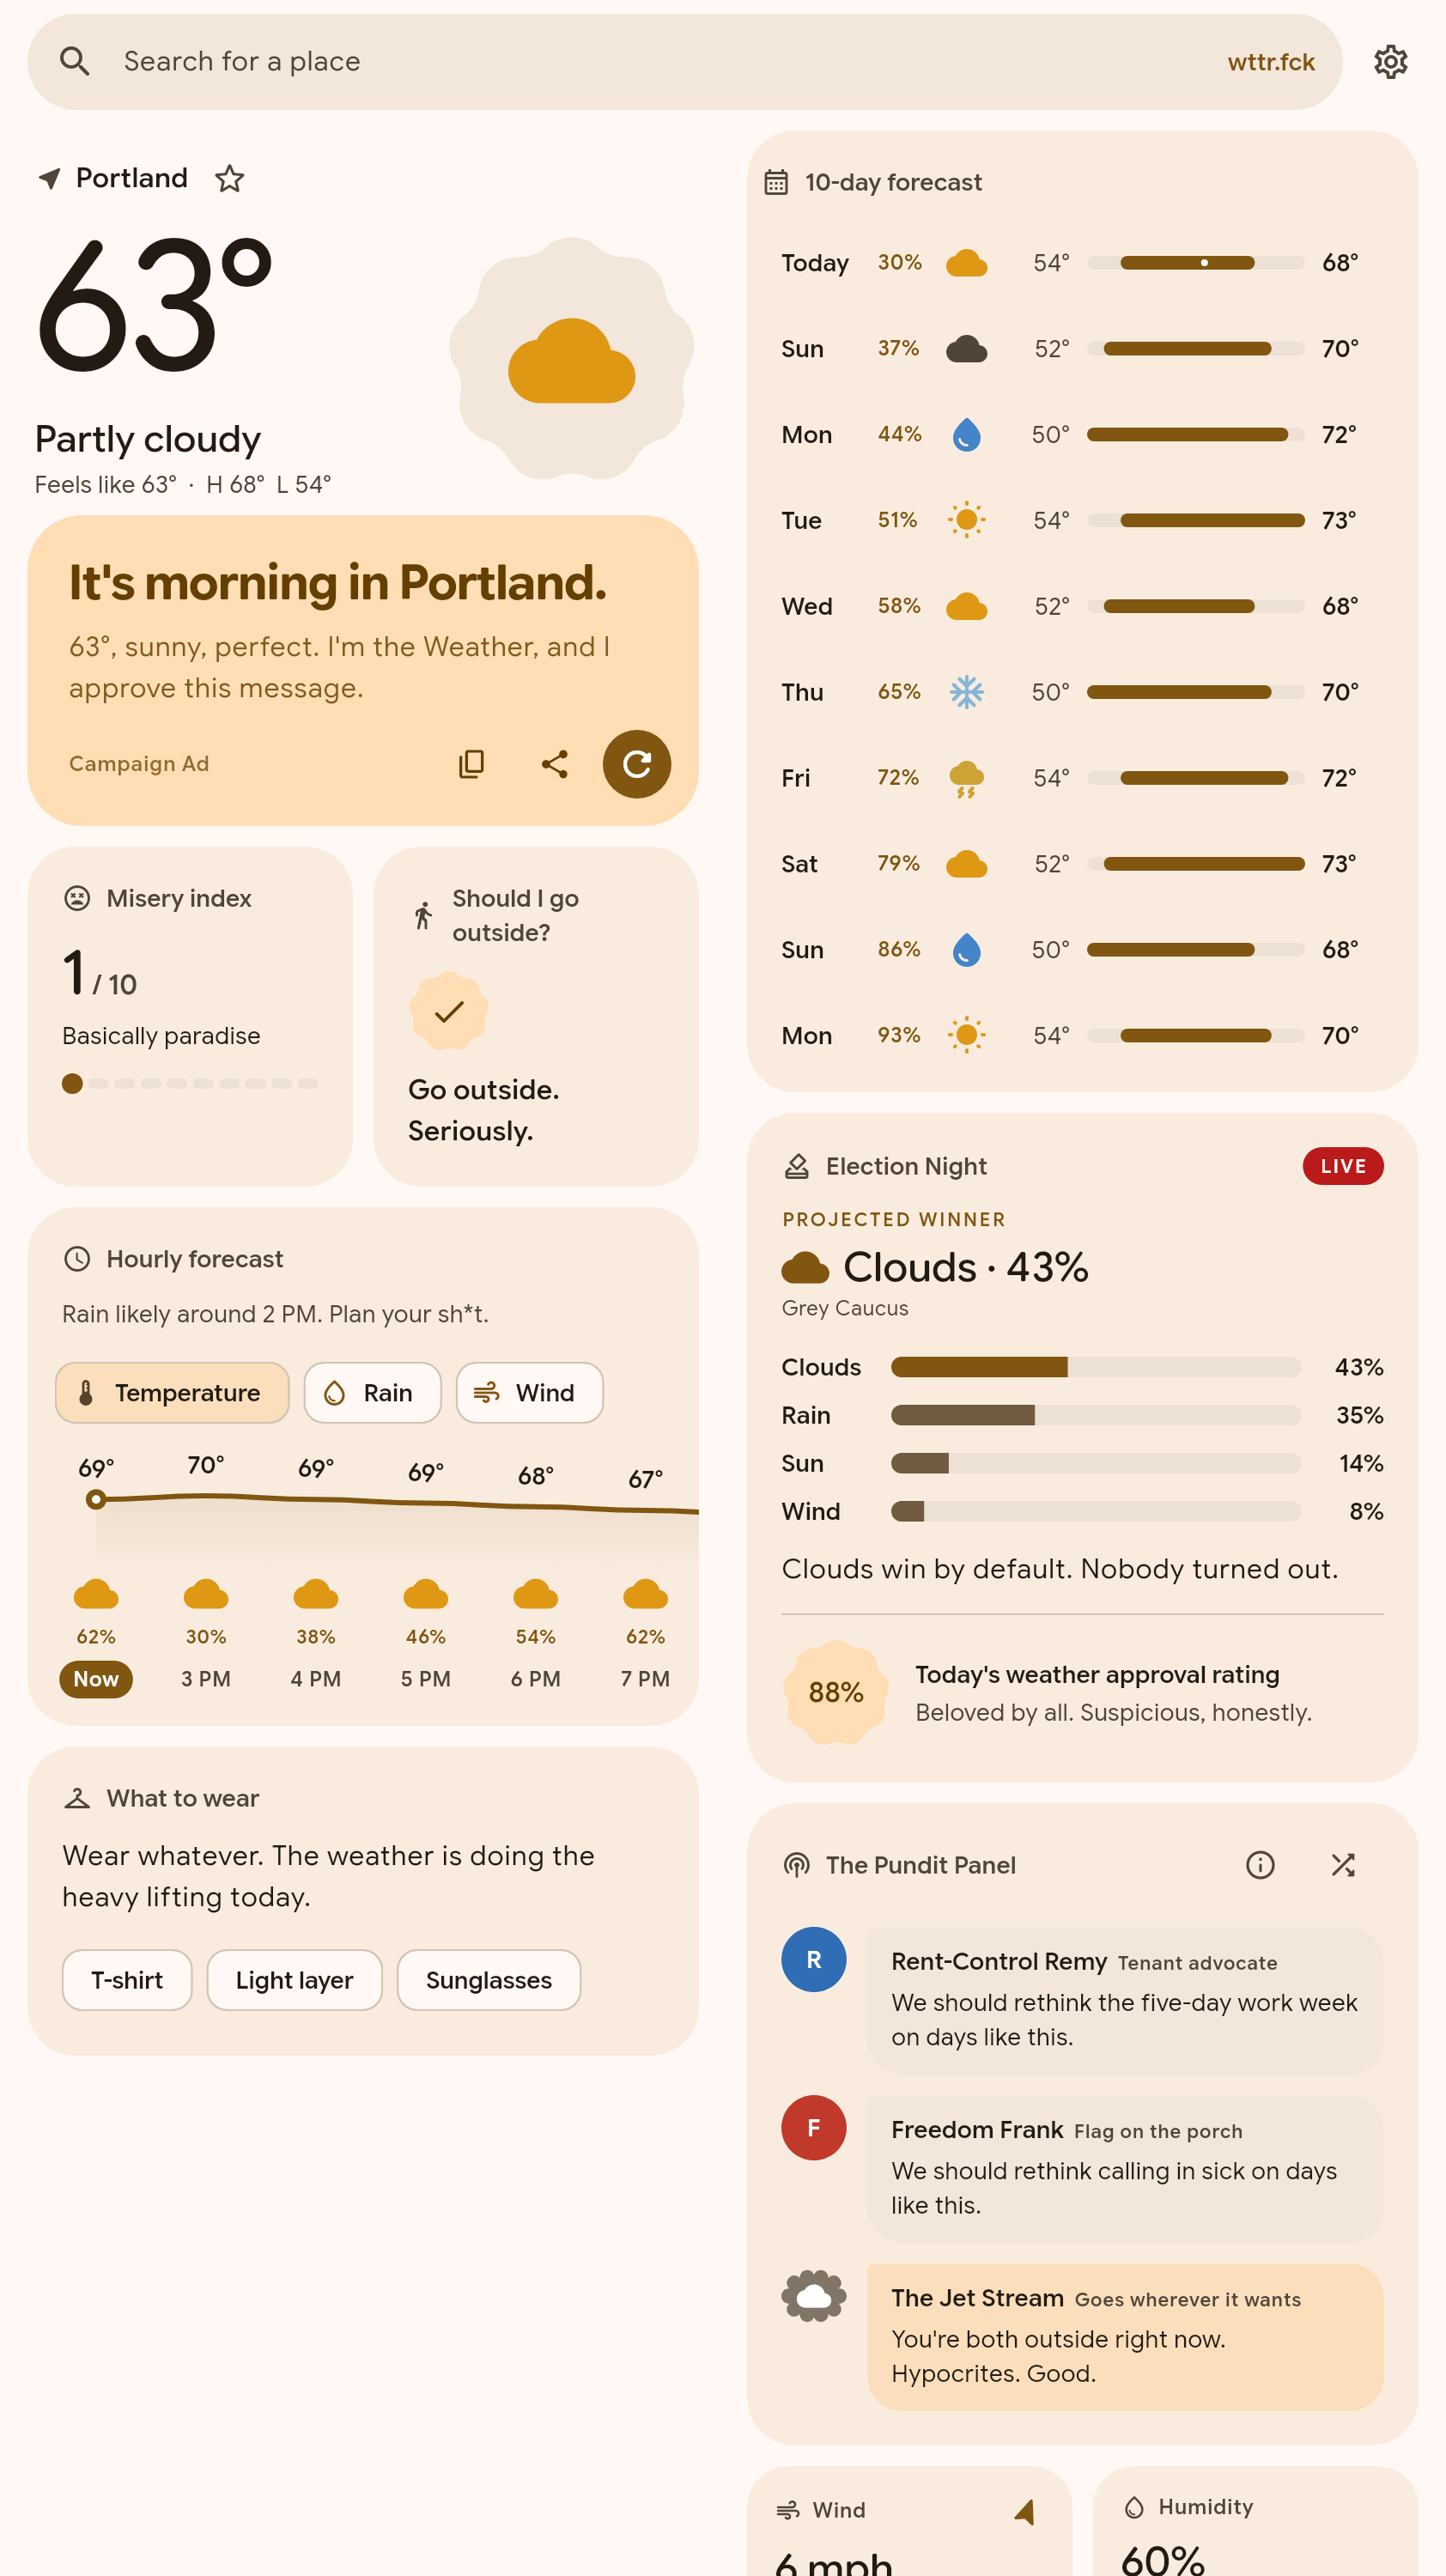 Search for a place
wttr.fck
Portland
63°
Partly cloudy
Feels like 63° · H 68° L 54°
It's morning in Portland.
63°, sunny, perfect. I'm the Weather, and I
approve this message.
Campaign Ad
Misery index
1 / 10
Basically paradise
Should I go
outside?
Go outside.
Seriously.
Hourly forecast
Rain likely around 2 PM. Plan your sh*t.
Temperature Rain Wind
69° 70° 69° 69° 68° 67°
62% 30% 38% 46% 54% 62%
Now 3 PM 4 PM 5 PM 6 PM 7 PM
What to wear
Wear whatever. The weather is doing the
heavy lifting today.
T-shirt Light layer Sunglasses
10-day forecast
Today 30% 54° 68°
Sun 37% 52° 70°
Mon 44% 50° 72°
Tue 51% 54° 73°
Wed 58% 52° 68°
Thu 65% 50° 70°
Fri 72% 54° 72°
Sat 79% 52° 73°
Sun 86% 50° 68°
Mon 93% 54° 70°
Election Night
LIVE
PROJECTED WINNER
Clouds · 43%
Grey Caucus
Clouds 43%
Rain 35%
Sun 14%
Wind 8%
Clouds win by default. Nobody turned out.
88%
Today's weather approval rating
Beloved by all. Suspicious, honestly.
The Pundit Panel
R
Rent-Control Remy Tenant advocate
We should rethink the five-day work week
on days like this.
F
Freedom Frank Flag on the porch
We should rethink calling in sick on days
like this.
The Jet Stream Goes wherever it wants
You're both outside right now.
Hypocrites. Good.
Wind
6 mph
Humidity
60%